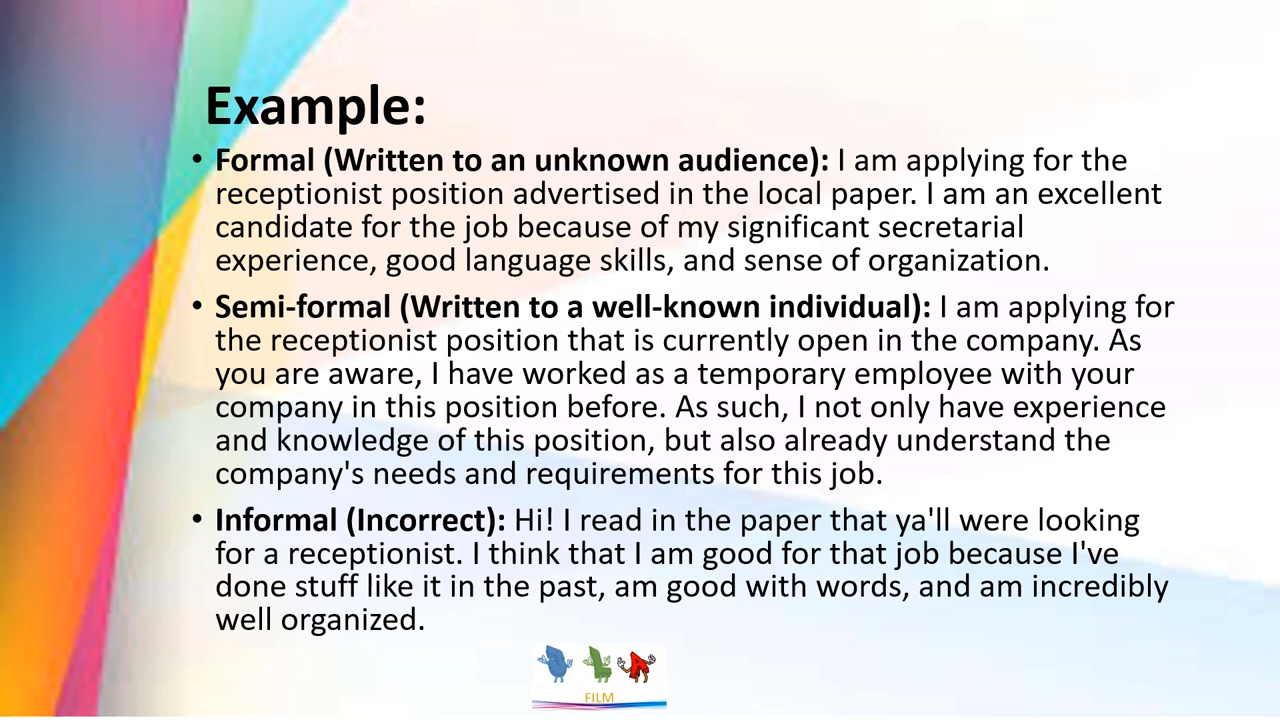 Example:
• Formal (Written to an unknown audience): I am applying for the
receptionist position advertised in the local paper. I am an excellent
candidate for the job because of my significant secretarial
experience, good language skills, and sense of organization.
• Semi-formal (Written to a well-known individual): I am applying for
the receptionist position that is currently open in the company. As
you are aware, I have worked as a temporary employee with your
company in this position before. As such, I not only have experience
and knowledge of this position, but also already understand the
company's needs and requirements for this job.
• Informal (Incorrect): Hi! I read in the paper that ya'll were looking
for a receptionist. I think that I am good for that job because I've
done stuff like it in the past, am good with words, and am incredibly
well organized.
FILM